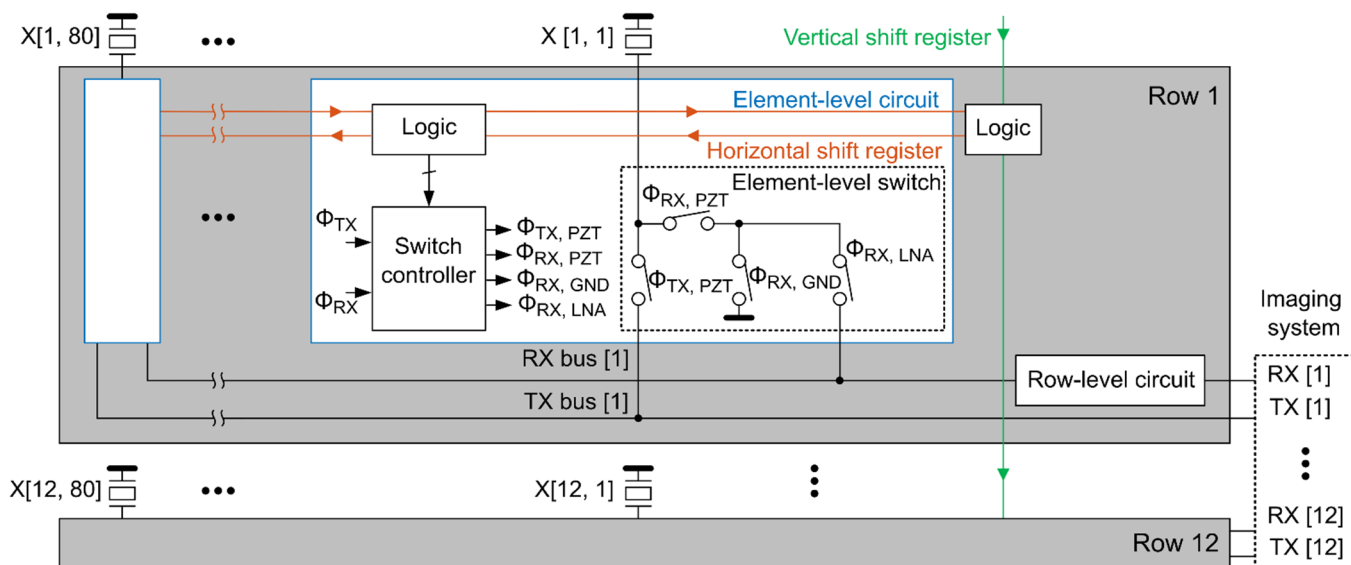 X[1, 80]
X [1, 1]
Vertical shift register
Row 1
Element-level circuit
Logic
Logic
Horizontal shift register
Element-level switch
ΦRX, PZT
ΦTX
ΦRX
Switch
controller
ΦTX, PZT
ΦRX, PZT
ΦRX, GND
ΦRX, LNA
ΦTX, PZT
ΦRX, GND
ΦRX, LNA
Imaging
system
RX bus [1]
Row-level circuit
RX [1]
TX bus [1]
TX [1]
X[12, 80]
X[12, 1]
RX [12]
Row 12
TX [12]